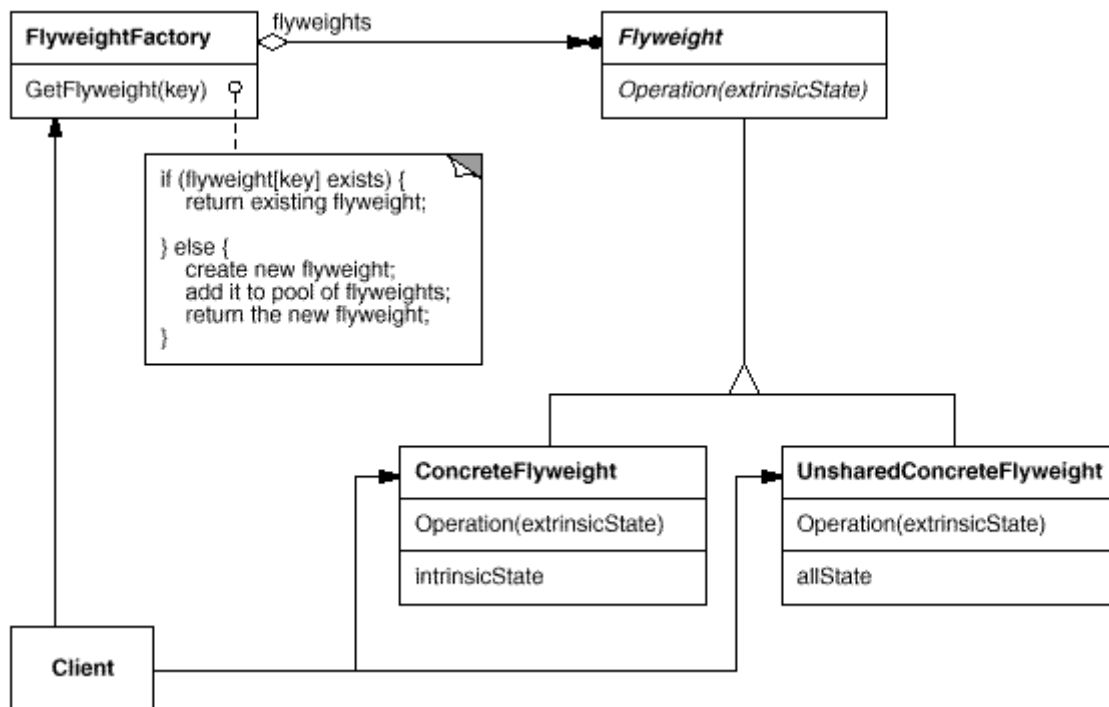 flyweights
FlyweightFactory
GetFlyweight(key)
Flyweight
Operation(extrinsicState)
if (flyweight[key] exists) {
return existing flyweight;
} else {
create new flyweight;
add it to pool of flyweights;
return the new flyweight;
}
ConcreteFlyweight
Operation(extrinsicState)
intrinsicState
UnsharedConcreteFlyweight
Operation(extrinsicState)
allState
Client